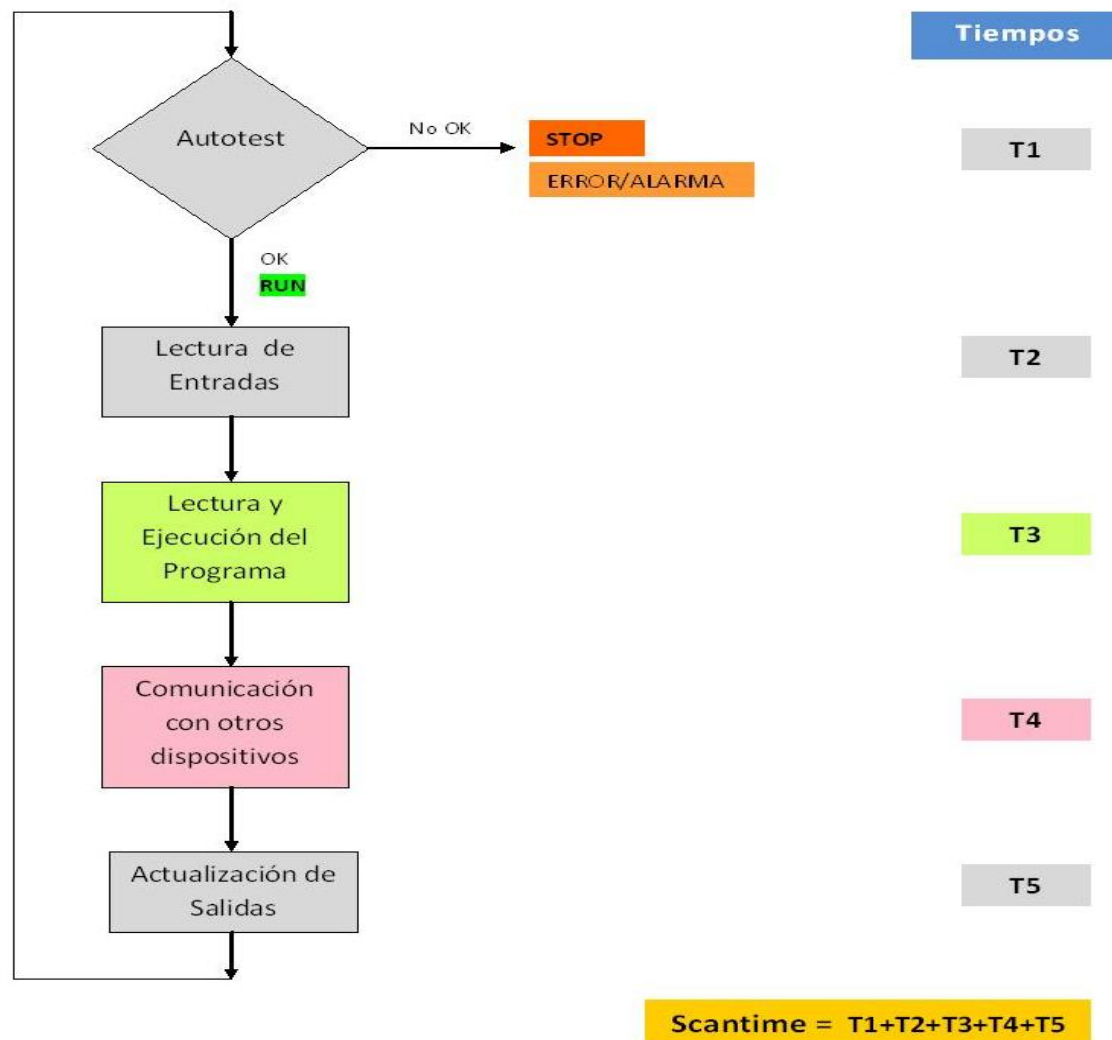 Tiempos
Autotest
No OK
STOP
ERROR/ALARMA
T1
OK
RUN
Lectura de
Entradas
T2
Lectura y
Ejecución del
Programa
T3
Comunicación
con otros
dispositivos
T4
Actualización de
Salidas
T5
Scantime = T1+T2+T3+T4+T5